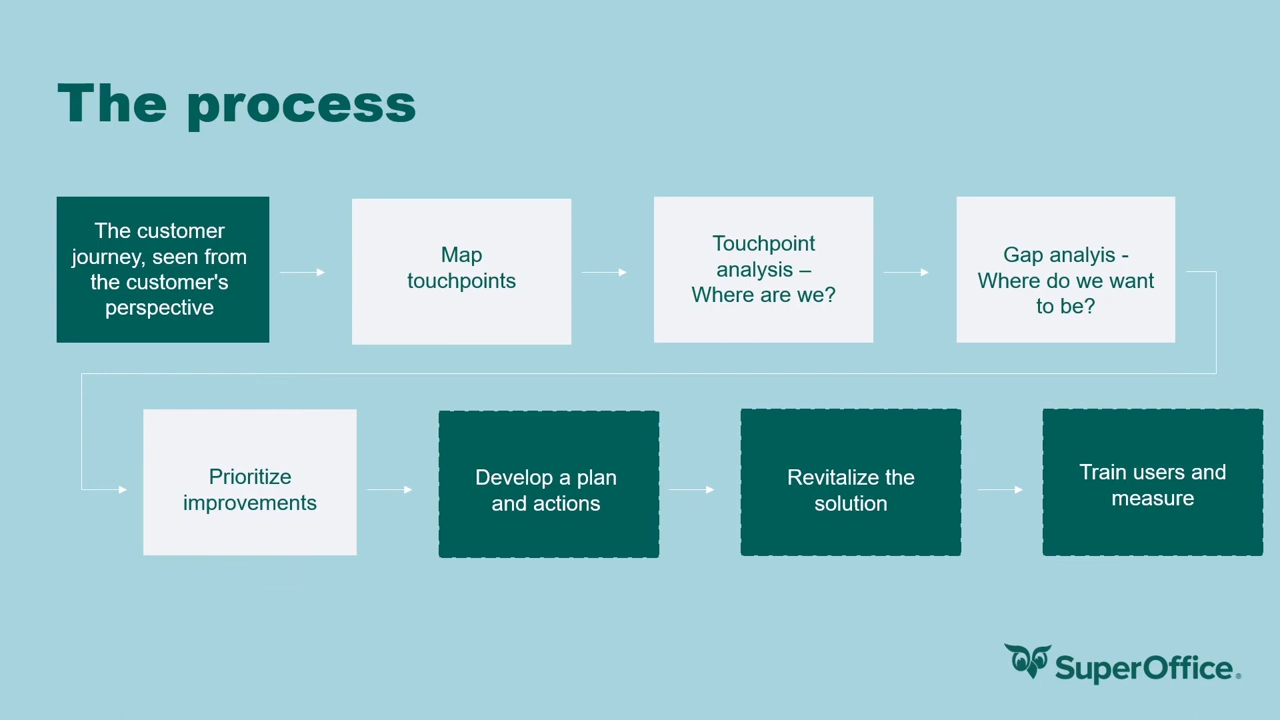 The process
The customer
journey, seen from
the customer's
perspective
Map
touchpoints
Touchpoint
analysis –
Where are we?
Gap analyis -
Where do we want
to be?
Prioritize
improvements
Develop a plan
and actions
Revitalize the
solution
Train users and
measure
SuperOffice®